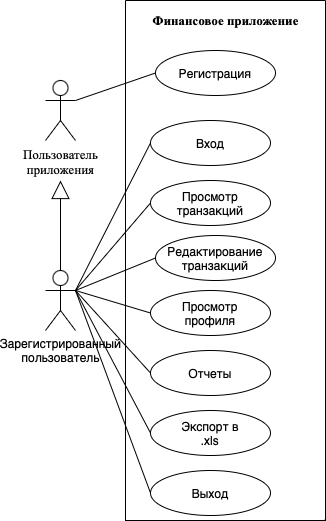 Финансовое приложение
Регистрация
Пользователь
приложения
Вход
Просмотр
транзакций
Редактирование
транзакций
Просмотр
профиля
Зарегистрированный
пользователь
Отчеты
Экспорт в
.xls
Выход